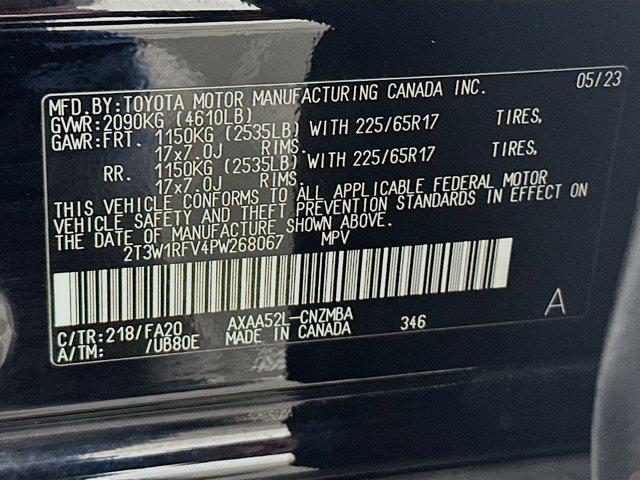 MFD.BY:TOYOTA MOTOR MANUFACTURING CANADA INC. 05/23
GVWR:2090KG (4610LB)
GAWR:FRT. 1150KG (2535LB) WITH 225/65R17 TIRES,
17x7.0J RIMS.
RR. 1150KG (2535LB) WITH 225/65R17 TIRES,
17x7.0J RIMS.
THIS VEHICLE CONFORMS TO ALL APPLICABLE FEDERAL MOTOR
VEHICLE SAFETY AND THEFT PREVENTION STANDARDS IN EFFECT ON
THE DATE OF MANUFACTURE SHOWN ABOVE.
2T3W1RFV4PW268067 MPV
C/TR:218/FA20 AXAA52L-CNZMBA 346 A
A/TM: /UB80E MADE IN CANADA